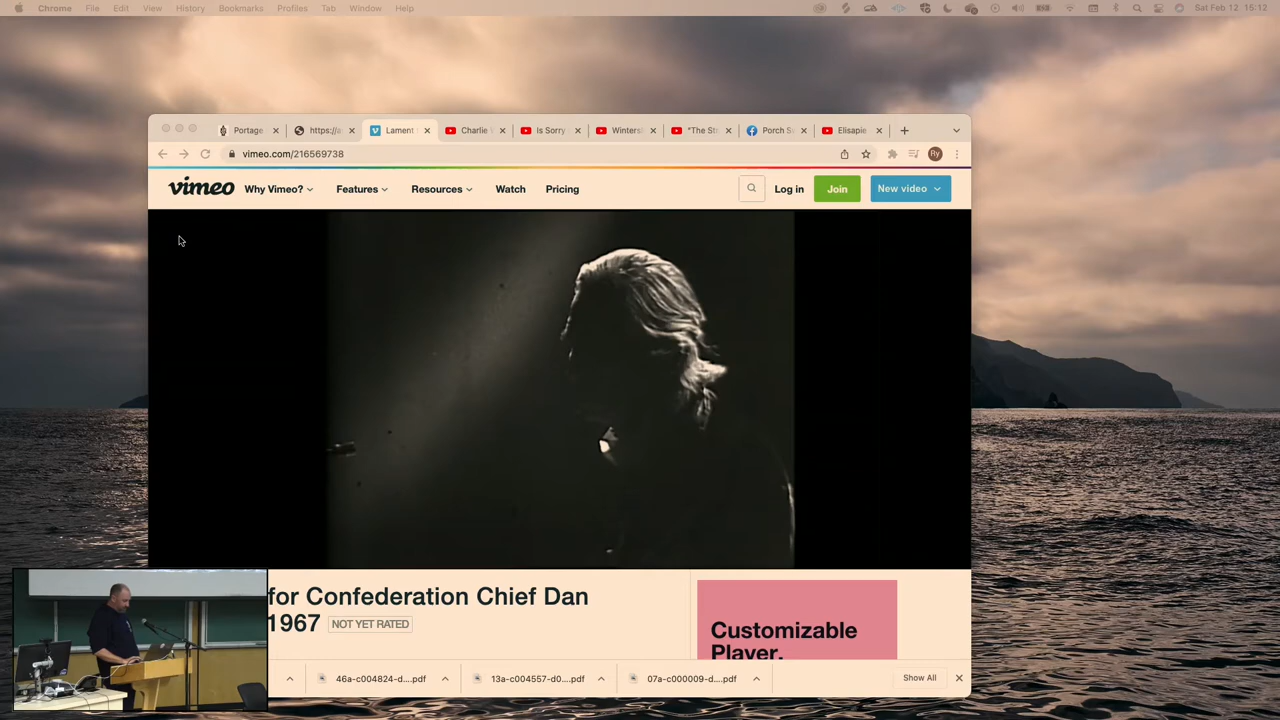 Chrome File Edit View History Bookmarks Profiles Tab Window Help Sat Feb 12 15:12
Portage https://a Lament Charlie Is Sorry Winters "The St Porch Se Elisapie
vimeo.com/216569738 Ry
vimeo Why Vimeo? Features Resources Watch Pricing Log in Join New video
for Confederation Chief Dan
1967 NOT YET RATED
Customizable
Player.
46a-c004824-d....pdf 13a-c004557-d0....pdf 07a-c000009-d....pdf Show All